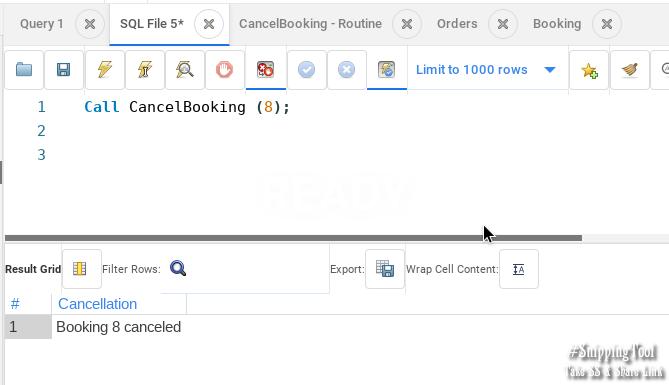 Query 1
SQL File 5*
CancelBooking - Routine
Orders
Booking
Limit to 1000 rows
1 Call CancelBooking (8);
2
3
Result Grid Filter Rows: Export: Wrap Cell Content:
# Cancellation
1 Booking 8 canceled
#SnippingTool
Take SS & Share Link